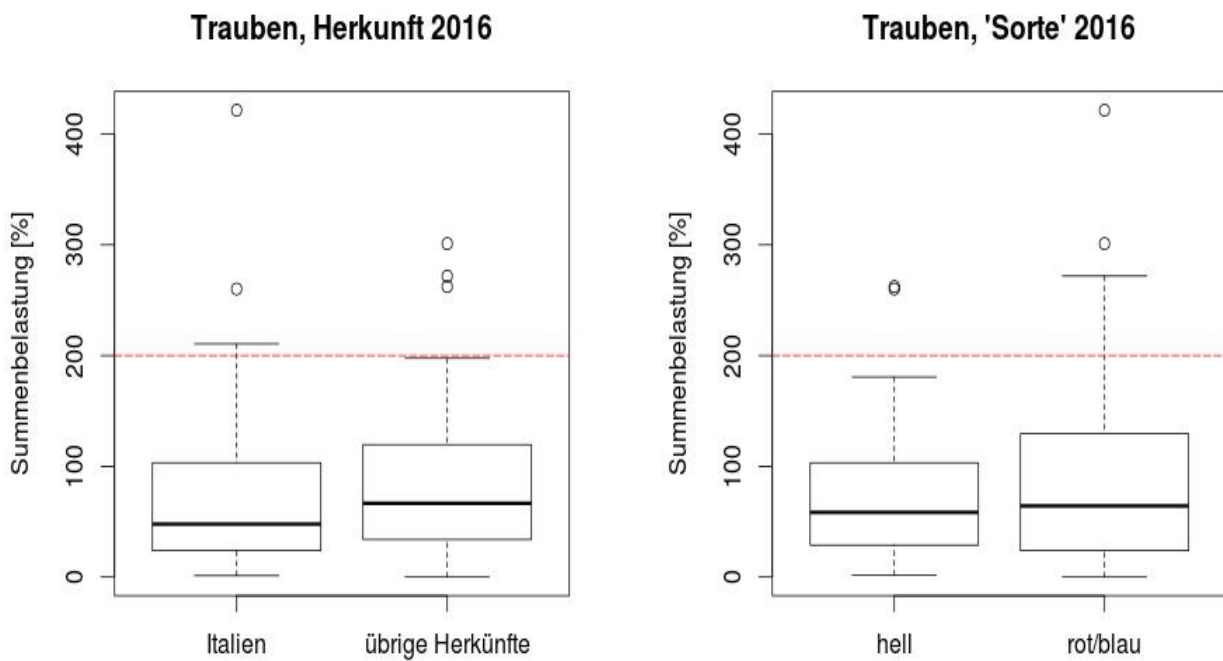 Trauben, Herkunft 2016
Summenbelastung [%]
400
300
200
100
0
Italien
übrige Herkünfte
Trauben, 'Sorte' 2016
Summenbelastung [%]
400
300
200
100
0
hell
rot/blau